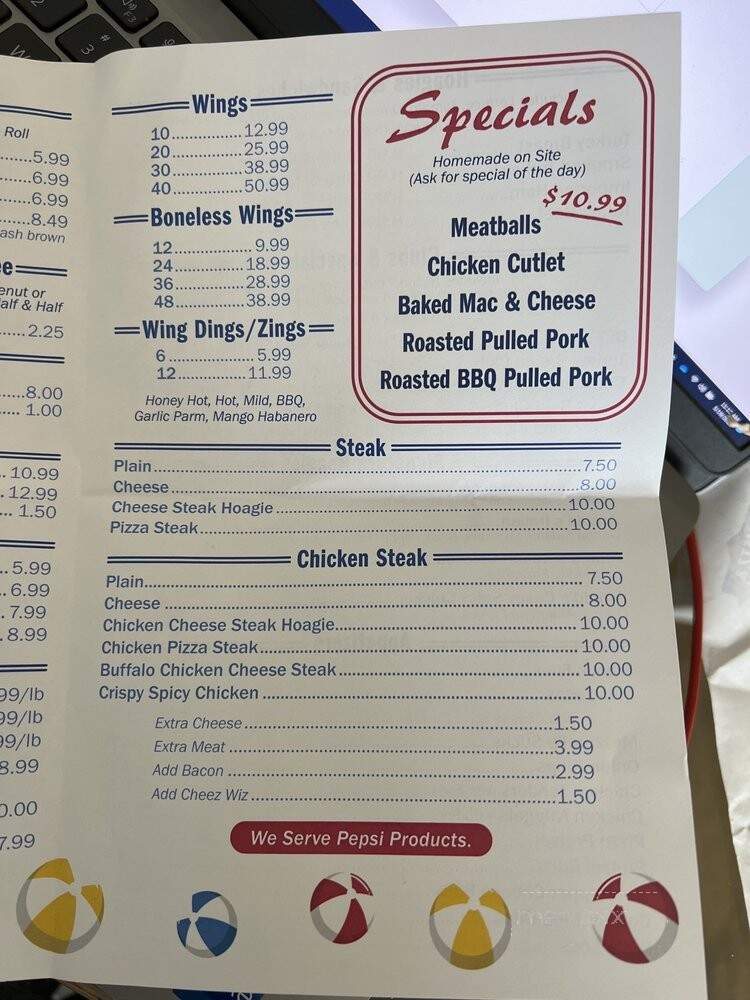 Roll
.....5.99
......6.99
......6.99
......8.49
ash brown
e
enut or
alf & Half
......2.25
.....8.00
.... 1.00
.. 10.99
.. 12.99
... 1.50
..5.99
..6.99
..7.99
..8.99
99/lb
99/lb
99/lb
8.99
0.00
7.99
Wings
10..............12.99
20..............25.99
30..............38.99
40..............50.99
Boneless Wings
12..................... 9.99
24..............18.99
36..............28.99
48..............38.99
Wing Dings/Zings
6..................5.99
12..............11.99
Honey Hot, Hot, Mild, BBQ,
Garlic Parm, Mango Habanero
Specials
Homemade on Site
(Ask for special of the day)
$10.99
Meatballs
Chicken Cutlet
Baked Mac & Cheese
Roasted Pulled Pork
Roasted BBQ Pulled Pork
Steak
Plain..............................7.50
Cheese..............................8.00
Cheese Steak Hoagie..............................10.00
Pizza Steak..............................10.00
Chicken Steak
Plain.............................. 7.50
Cheese .............................. 8.00
Chicken Cheese Steak Hoagie..............................10.00
Chicken Pizza Steak..............................10.00
Buffalo Chicken Cheese Steak..............................10.00
Crispy Spicy Chicken ..............................10.00
Extra Cheese..............................1.50
Extra Meat ..............................3.99
Add Bacon ..............................2.99
Add Cheez Wiz..............................1.50
We Serve Pepsi Products.